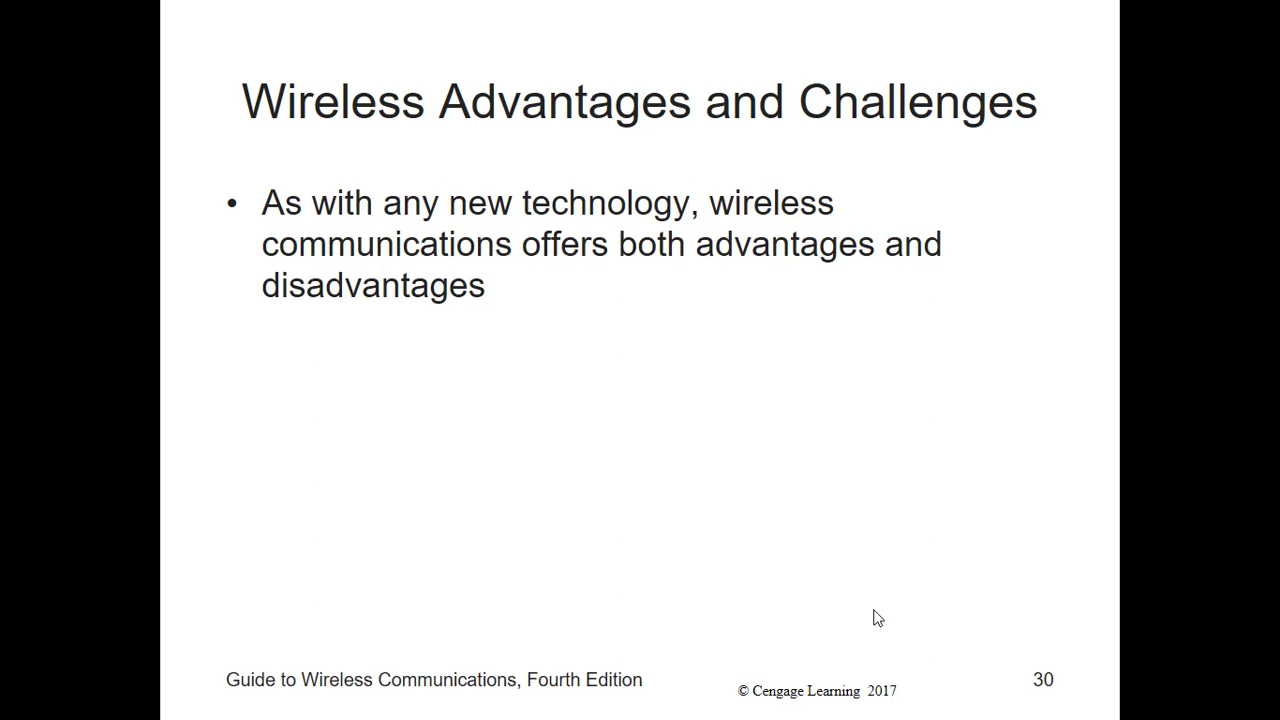 Wireless Advantages and Challenges
• As with any new technology, wireless
communications offers both advantages and
disadvantages
Guide to Wireless Communications, Fourth Edition
© Cengage Learning 2017
30